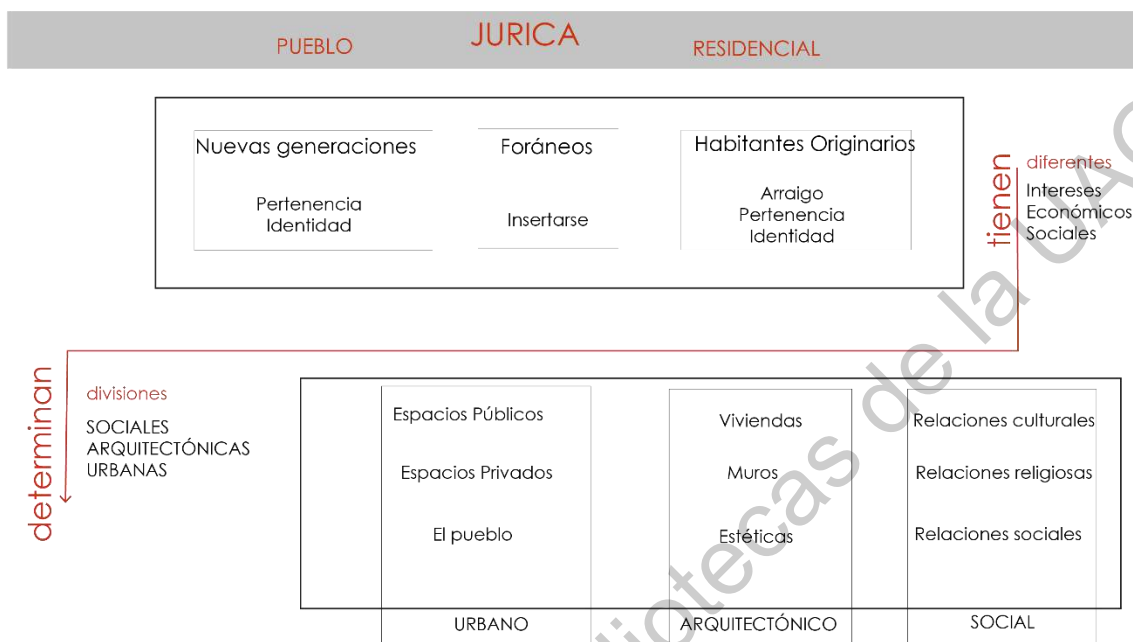 PUEBLO
JURICA
RESIDENCIAL
Nuevas generaciones
Pertenencia
Identidad
Foráneos
Insertarse
Habitantes Originarios
Arraigo
Pertenencia
Identidad
tienen
diferentes
Intereses
Económicos
Sociales
determinan
divisiones
SOCIALES
ARQUITECTÓNICAS
URBANAS
Espacios Públicos
Espacios Privados
El pueblo
URBANO
Viviendas
Muros
Estéticas
ARQUITECTÓNICO
Relaciones culturales
Relaciones religiosas
Relaciones sociales
SOCIAL
de la